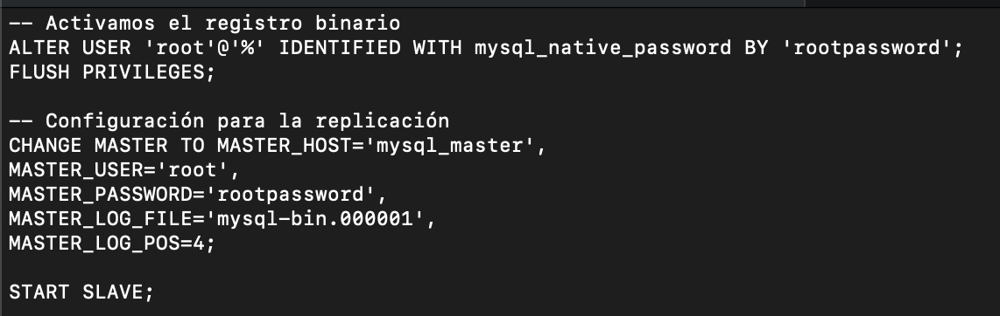 -- Activamos el registro binario
ALTER USER 'root'@'%' IDENTIFIED WITH mysql_native_password BY 'rootpassword';
FLUSH PRIVILEGES;
-- Configuración para la replicación
CHANGE MASTER TO MASTER_HOST='mysql_master',
MASTER_USER='root',
MASTER_PASSWORD='rootpassword',
MASTER_LOG_FILE='mysql-bin.000001',
MASTER_LOG_POS=4;
START SLAVE;